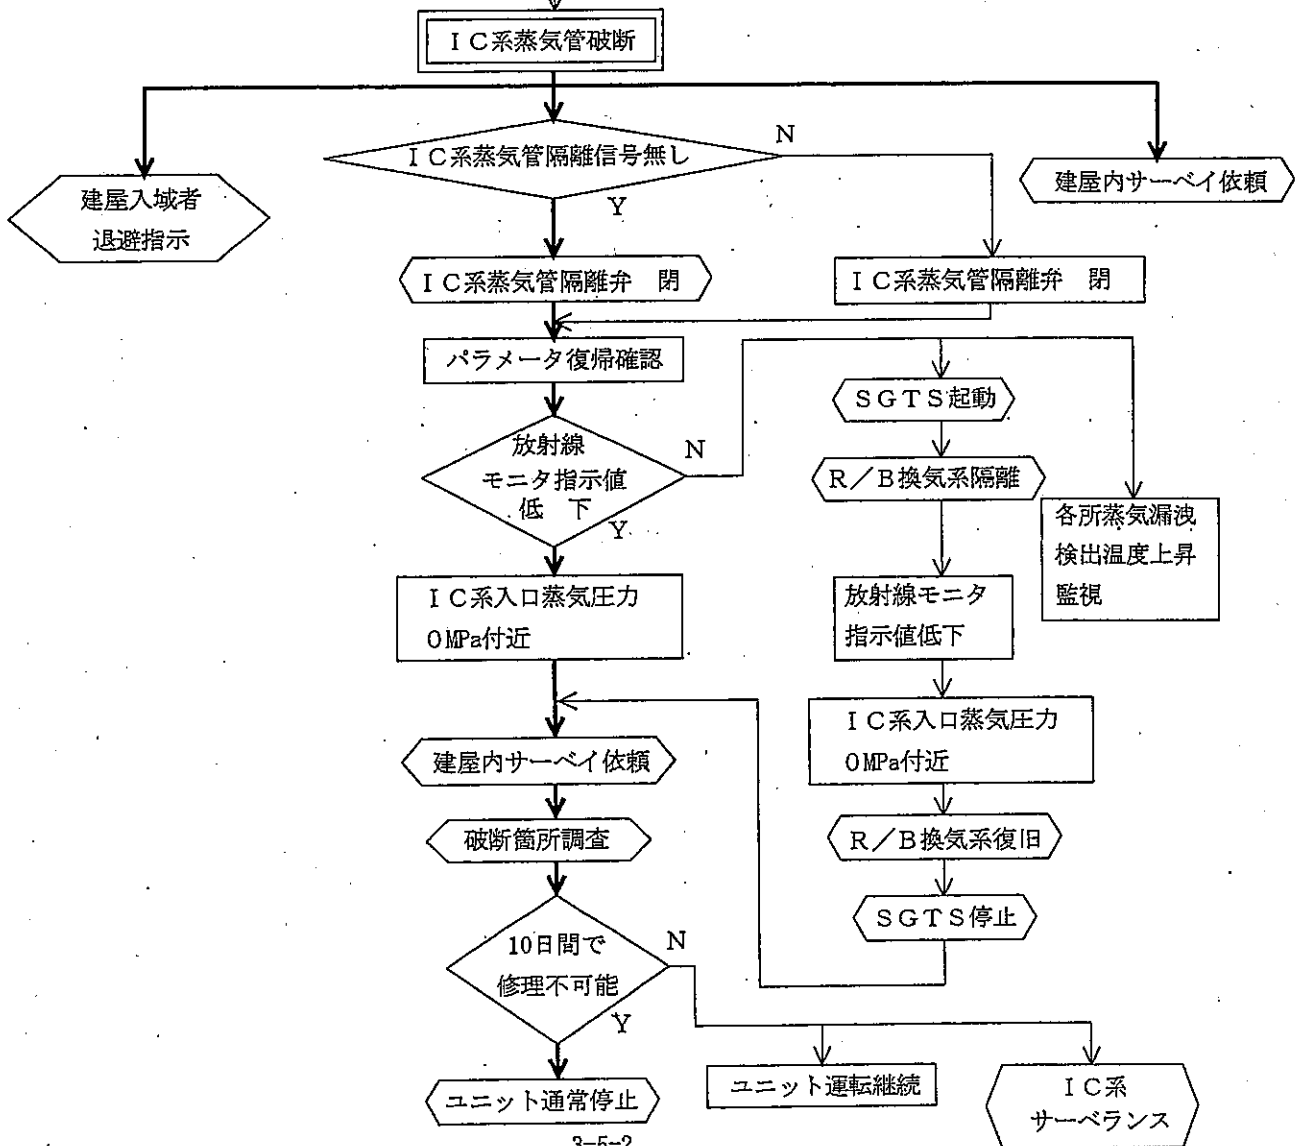 ＩＣ系蒸気管破断
ＩＣ系蒸気管隔離信号無し
N
Y
建屋入域者
退避指示
建屋内サーベイ依頼
ＩＣ系蒸気管隔離弁　閉
ＩＣ系蒸気管隔離弁　閉
パラメータ復帰確認
放射線
モニタ指示値
低　下
N
Y
ＳＧＴＳ起動
Ｒ／Ｂ換気系隔離
各所蒸気漏洩
検出温度上昇
監視
ＩＣ系入口蒸気圧力
0MPa付近
放射線モニタ
指示値低下
ＩＣ系入口蒸気圧力
0MPa付近
建屋内サーベイ依頼
破断箇所調査
Ｒ／Ｂ換気系復旧
ＳＧＴＳ停止
10日間で
修理不可能
N
Y
ユニット通常停止
ユニット運転継続
ＩＣ系
サーベランス
3-5-2